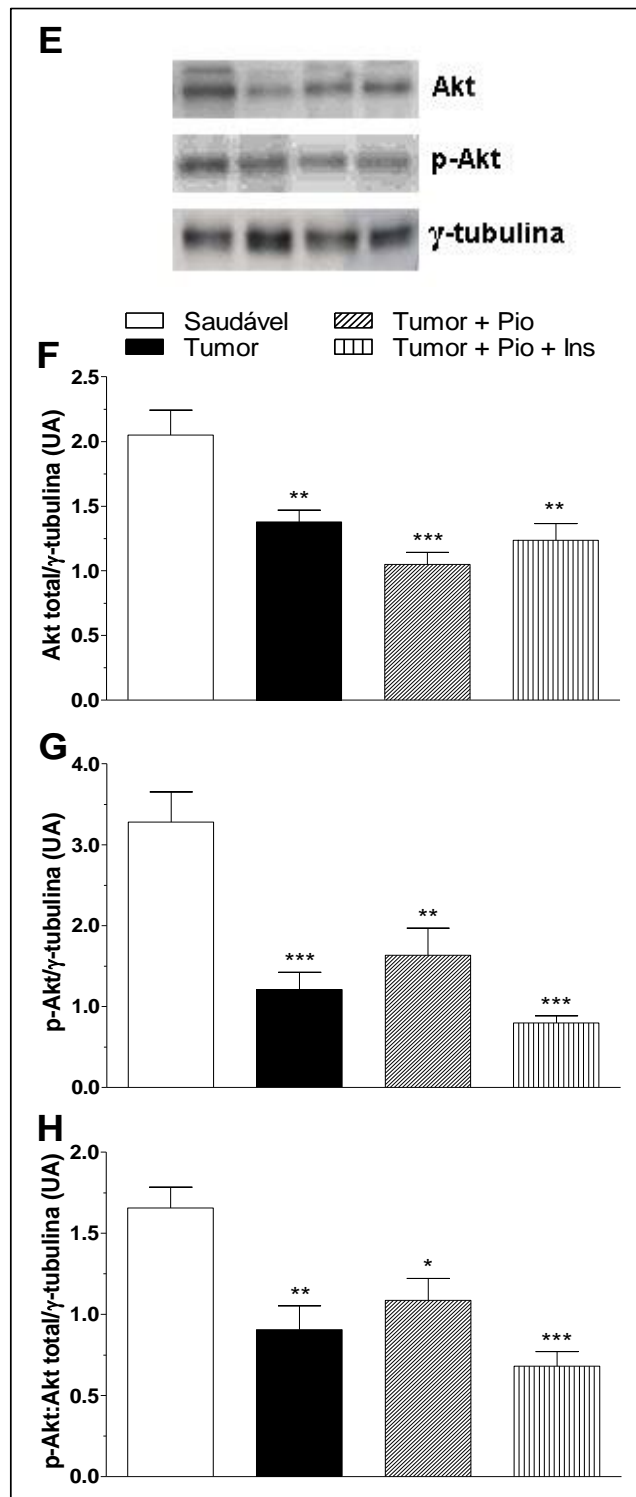 E
Akt
p-Akt
γ-tubulina
Saudável
Tumor + Pio
Tumor
Tumor + Pio + Ins
F
Akt total/γ-tubulina (UA)
2.5
2.0
1.5
1.0
0.5
0.0
**
***
**
G
p-Akt/γ-tubulina (UA)
4.0
3.0
2.0
1.0
0.0
***
**
***
H
p-Akt:Akt total/γ-tubulina (UA)
2.0
1.5
1.0
0.5
0.0
**
*
***